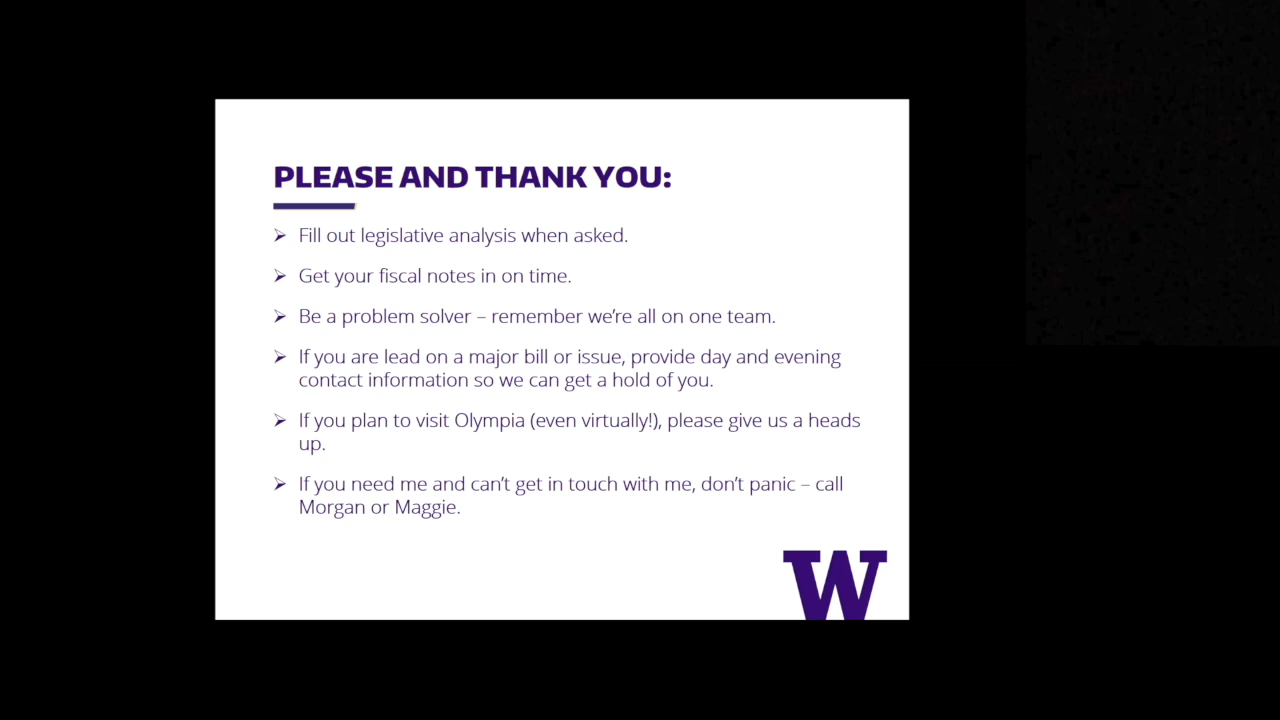 PLEASE AND THANK YOU:
➢ Fill out legislative analysis when asked.
➢ Get your fiscal notes in on time.
➢ Be a problem solver – remember we’re all on one team.
➢ If you are lead on a major bill or issue, provide day and evening
contact information so we can get a hold of you.
➢ If you plan to visit Olympia (even virtually!), please give us a heads
up.
➢ If you need me and can’t get in touch with me, don’t panic – call
Morgan or Maggie.
W